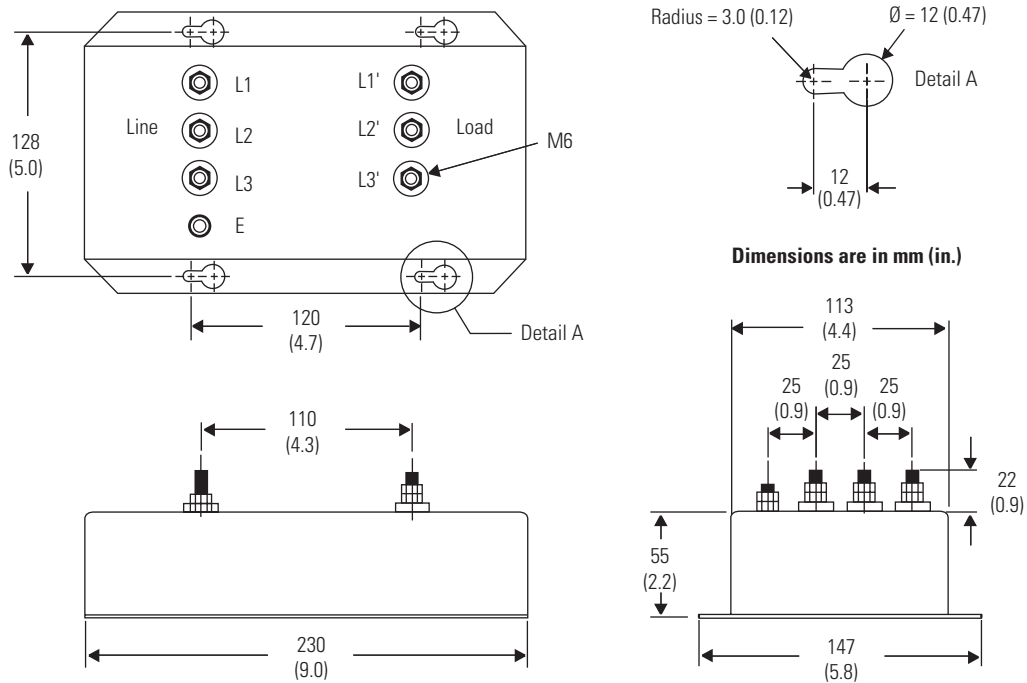 Radius = 3.0 (0.12)
Ø = 12 (0.47)
Detail A
12
(0.47)
128
(5.0)
Line
L1
L2
L3
E
L1'
L2'
L3'
Load
M6
120
(4.7)
Detail A
Dimensions are in mm (in.)
110
(4.3)
230
(9.0)
113
(4.4)
25
(0.9)
25
(0.9)
25
(0.9)
22
(0.9)
55
(2.2)
147
(5.8)